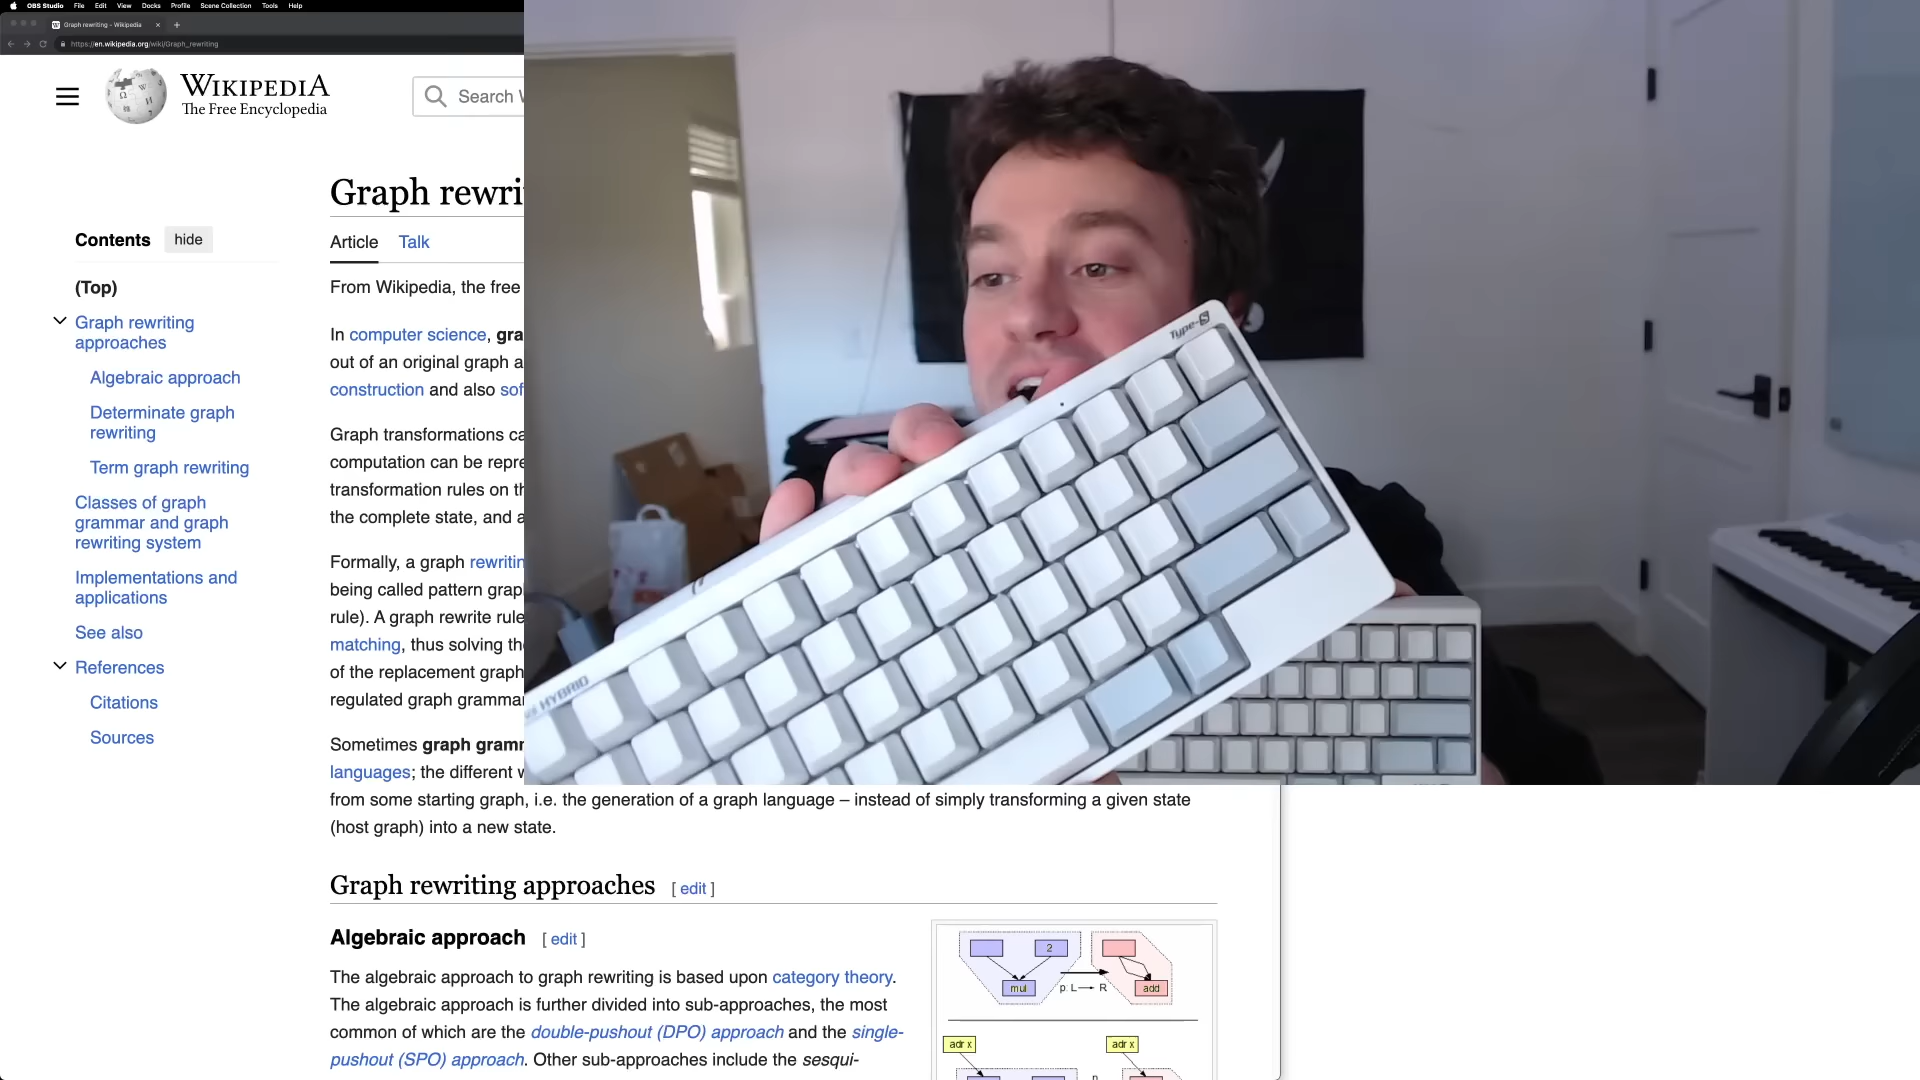 OBS Studio File Edit View Docks Profile Scene Collection Tools Help
Graph rewriting - Wikipedia
https://en.wikipedia.org/wiki/Graph_rewriting
WIKIPEDIA
The Free Encyclopedia
Search W
Contents hide
(Top)
Graph rewriting
approaches
Algebraic approach
Determinate graph
rewriting
Term graph rewriting
Classes of graph
grammar and graph
rewriting system
Implementations and
applications
See also
References
Citations
Sources
Graph rewri
Article Talk
From Wikipedia, the free
In computer science, gra
out of an original graph a
construction and also sof
Graph transformations ca
computation can be repre
transformation rules on th
the complete state, and a
Formally, a graph rewritin
being called pattern grap
rule). A graph rewrite rule
matching, thus solving the
of the replacement graph
regulated graph grammar
Sometimes graph gramm
languages; the different w
from some starting graph, i.e. the generation of a graph language – instead of simply transforming a given state
(host graph) into a new state.
Graph rewriting approaches [ edit ]
Algebraic approach [ edit ]
The algebraic approach to graph rewriting is based upon category theory.
The algebraic approach is further divided into sub-approaches, the most
common of which are the double-pushout (DPO) approach and the single-
pushout (SPO) approach. Other sub-approaches include the sesqui-
2
mul
p: L → R
add
adr x
adr x
Type-S
HYBRID